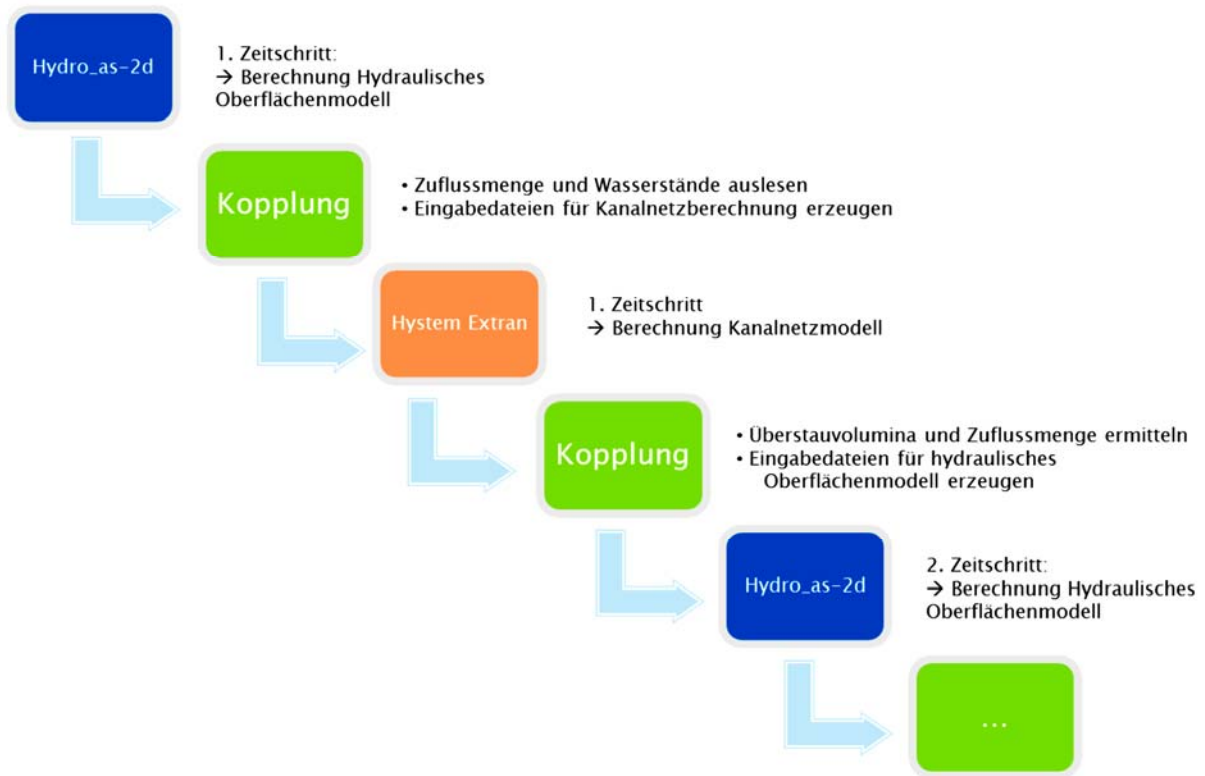 Hydro_as-2d
1. Zeitschritt:
→ Berechnung Hydraulisches
Oberflächenmodell
Kopplung
• Zuflussmenge und Wasserstände auslesen
• Eingabedateien für Kanalnetzberechnung erzeugen
Hystem Extran
1. Zeitschritt
→ Berechnung Kanalnetzmodell
Kopplung
• Überstauvolumina und Zuflussmenge ermitteln
• Eingabedateien für hydraulisches
Oberflächenmodell erzeugen
Hydro_as-2d
2. Zeitschritt:
→ Berechnung Hydraulisches
Oberflächenmodell
...